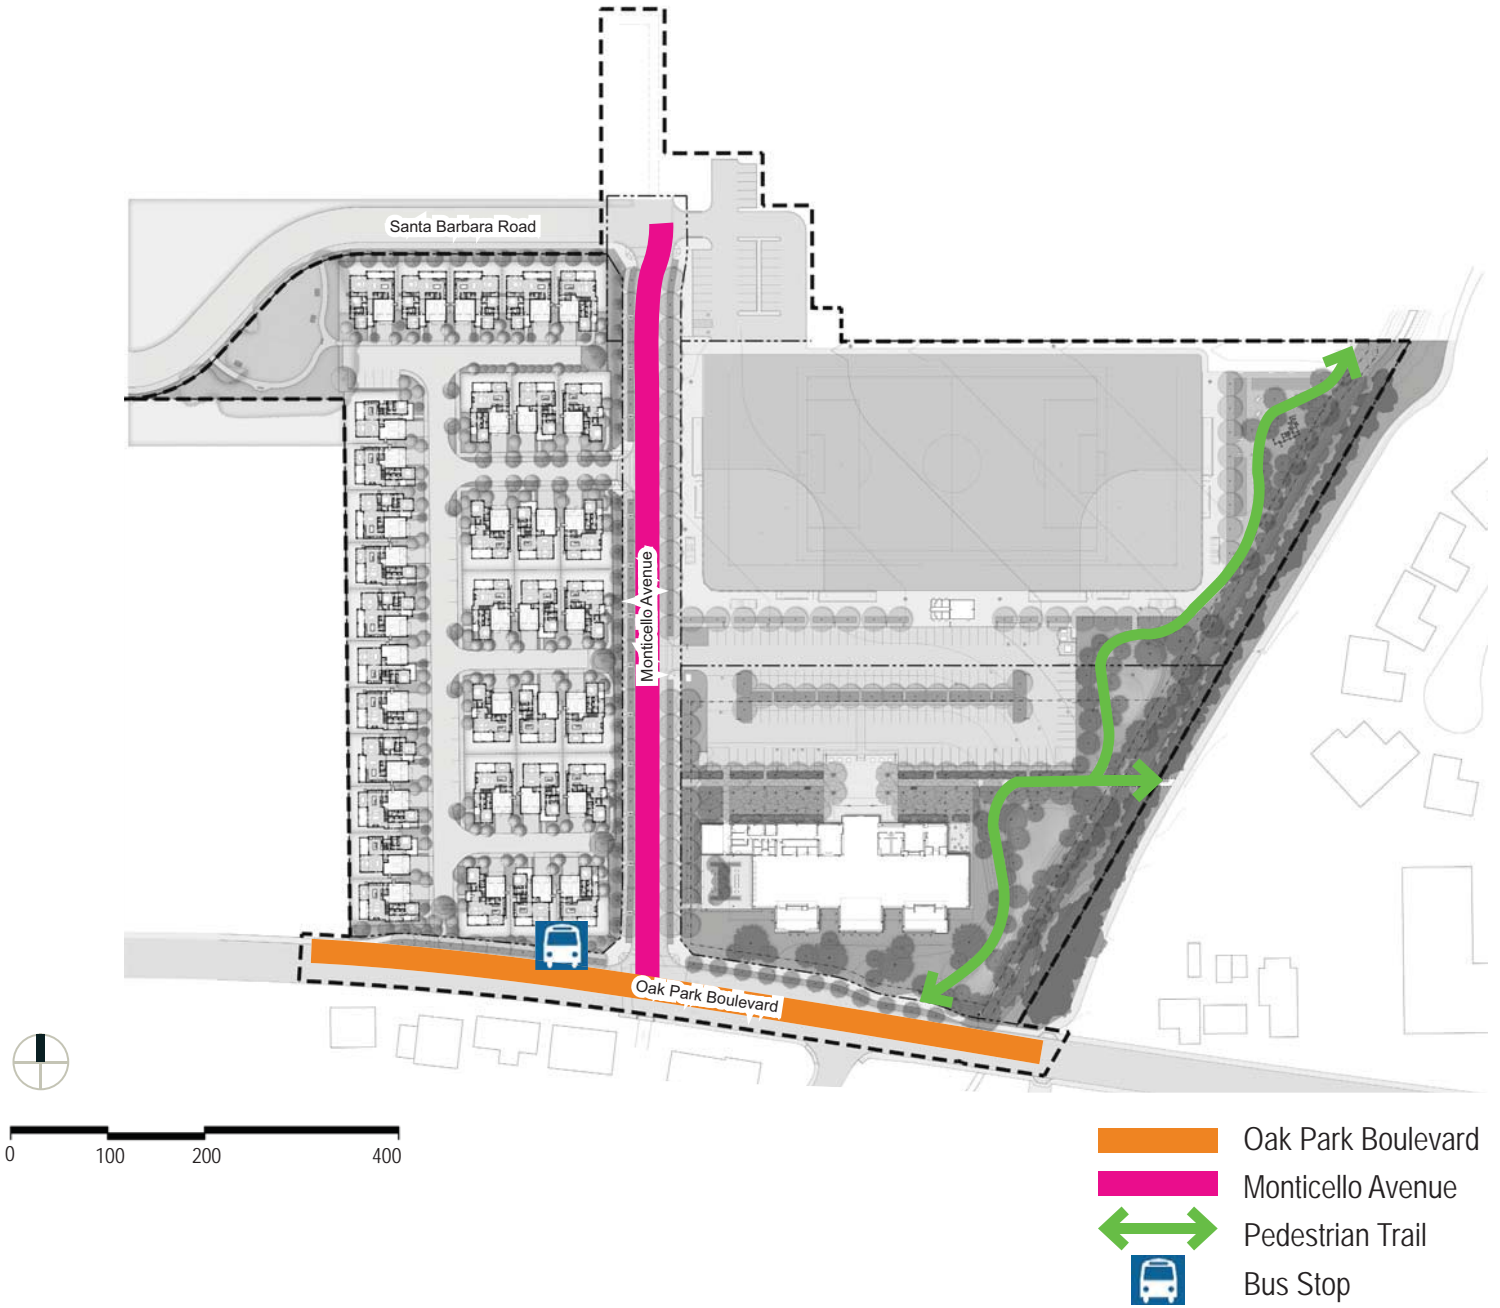 Santa Barbara Road
Monticello Avenue
Oak Park Boulevard
0 100 200 400
Oak Park Boulevard
Monticello Avenue
Pedestrian Trail
Bus Stop